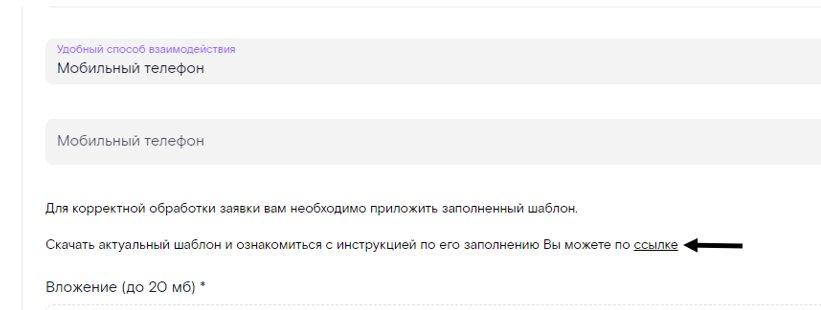 Удобный способ взаимодействия
Мобильный телефон
Мобильный телефон
Для корректной обработки заявки вам необходимо приложить заполненный шаблон.
Скачать актуальный шаблон и ознакомиться с инструкцией по его заполнению Вы можете по ссылке
Вложение (до 20 мб) *